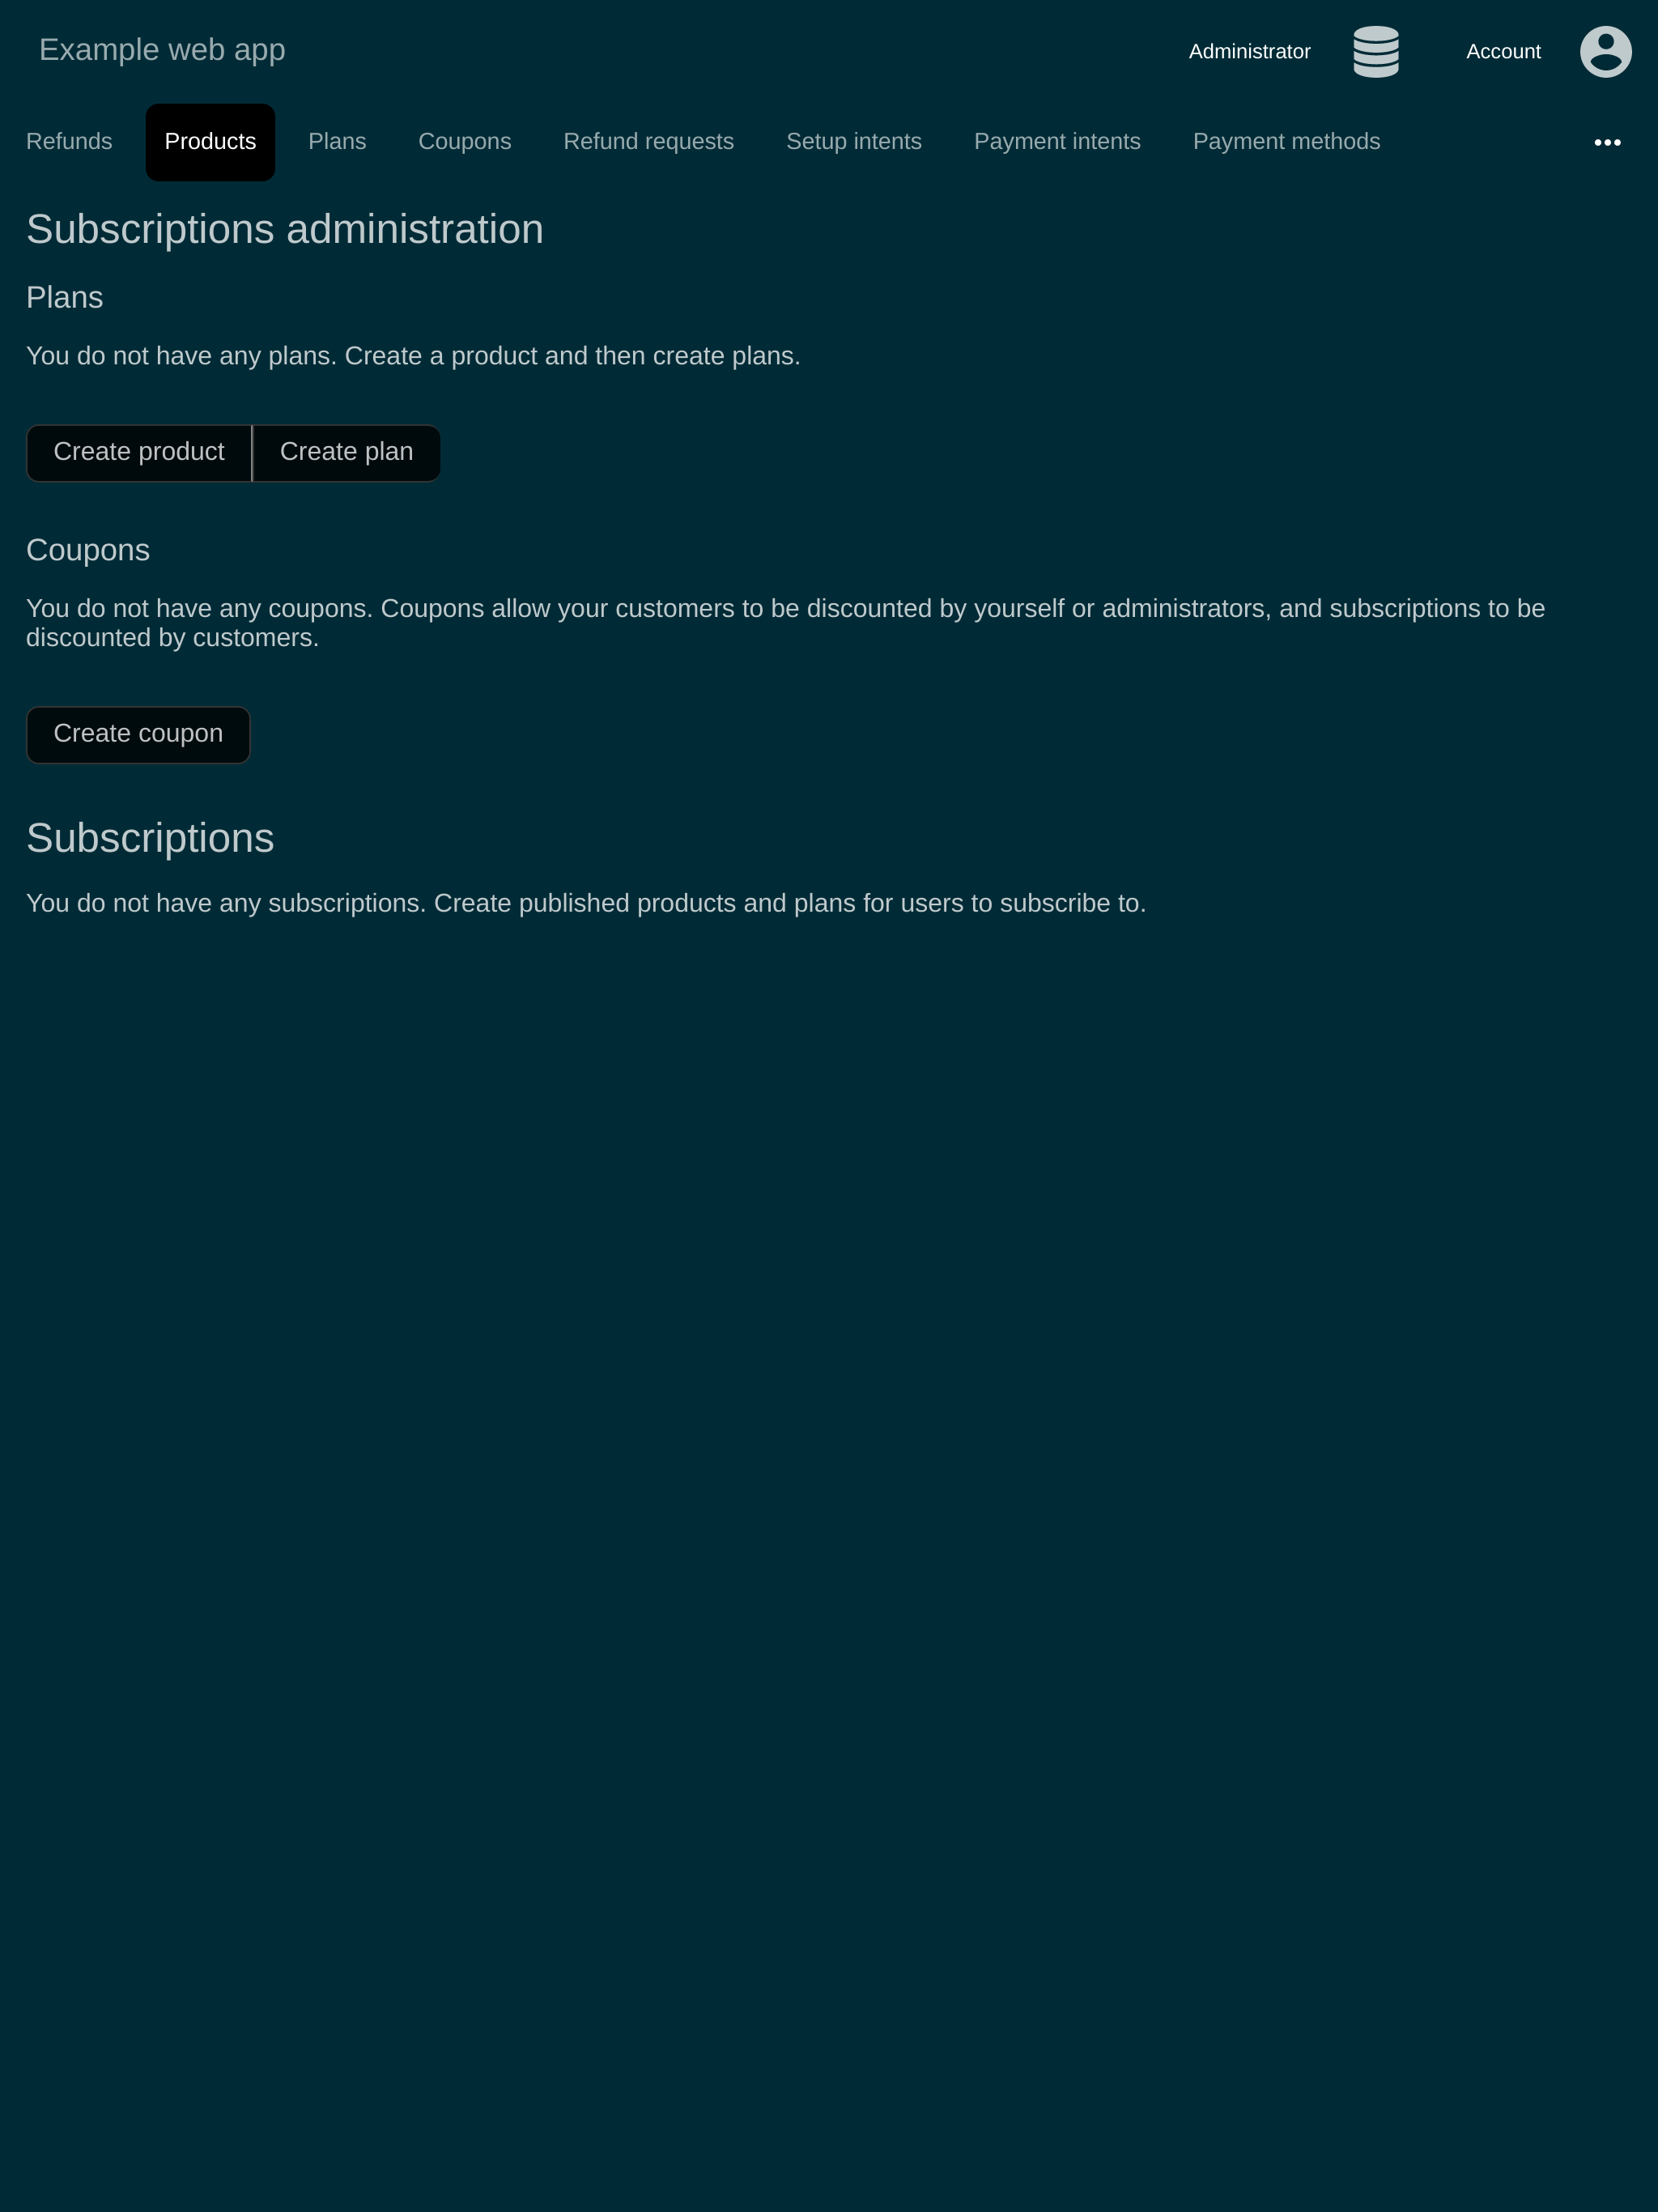 Example web app
Administrator
Account
Refunds
Products
Plans
Coupons
Refund requests
Setup intents
Payment intents
Payment methods
Subscriptions administration
Plans
You do not have any plans. Create a product and then create plans.
Create product
Create plan
Coupons
You do not have any coupons. Coupons allow your customers to be discounted by yourself or administrators, and subscriptions to be
discounted by customers.
Create coupon
Subscriptions
You do not have any subscriptions. Create published products and plans for users to subscribe to.